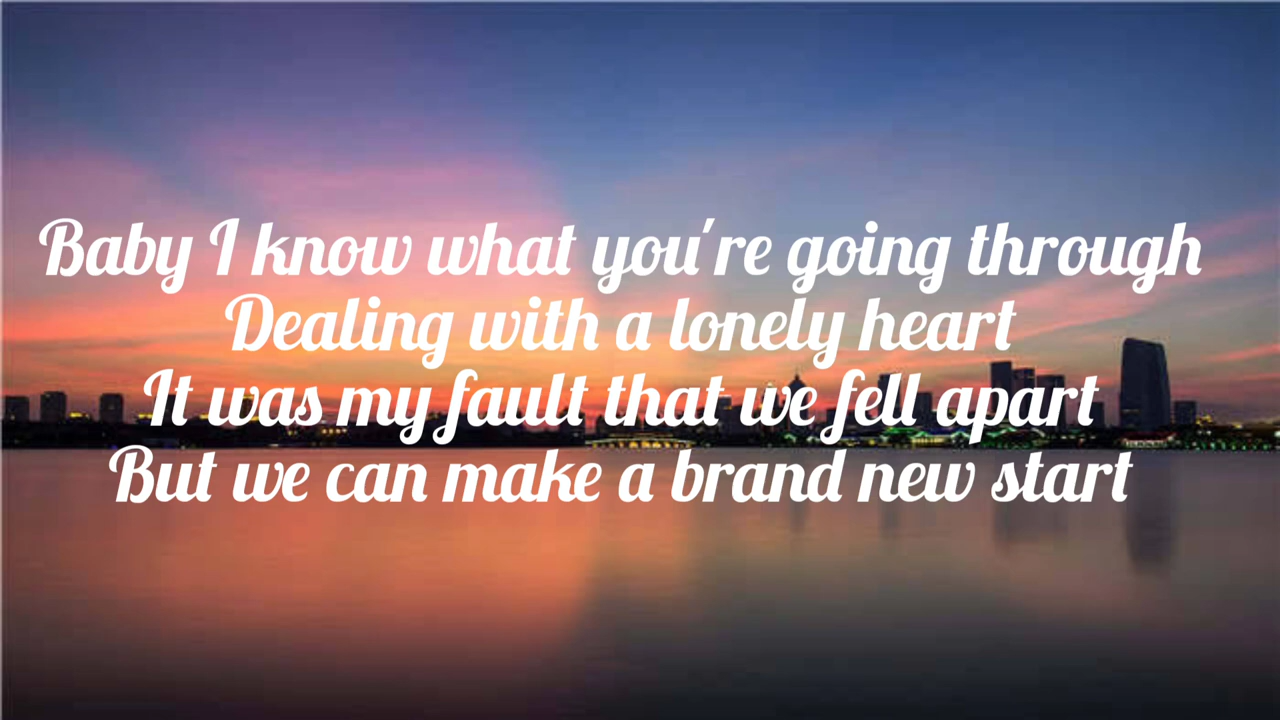 Baby I know what you're going through
Dealing with a lonely heart
It was my fault that we fell apart
But we can make a brand new start